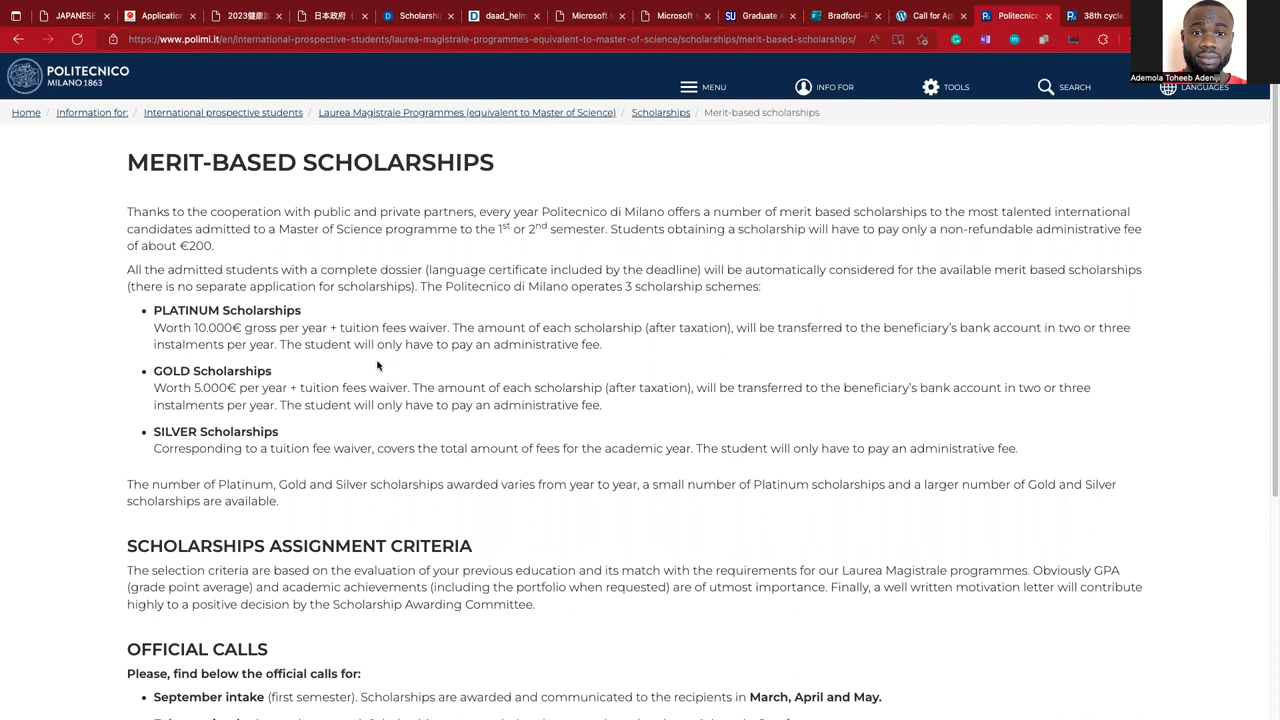 JAPANESE
Application
2023健康
日本政府(
Scholarshi
daad_helm
Microsoft
Microsoft
Graduate
Bradford-
Call for Ap
Politecnico
38th cycle
https://www.polimi.it/en/international-prospective-students/laurea-magistrale-programmes-equivalent-to-master-of-science/scholarships/merit-based-scholarships/
Ademola Toheeb Adeniji
POLITECNICO
MILANO 1863
MENU
INFO FOR
TOOLS
SEARCH
LANGUAGES
Home / Information for: / International prospective students / Laurea Magistrale Programmes (equivalent to Master of Science) / Scholarships / Merit-based scholarships
MERIT-BASED SCHOLARSHIPS
Thanks to the cooperation with public and private partners, every year Politecnico di Milano offers a number of merit based scholarships to the most talented international
candidates admitted to a Master of Science programme to the 1st or 2nd semester. Students obtaining a scholarship will have to pay only a non-refundable administrative fee
of about €200.
All the admitted students with a complete dossier (language certificate included by the deadline) will be automatically considered for the available merit based scholarships
(there is no separate application for scholarships). The Politecnico di Milano operates 3 scholarship schemes:
• PLATINUM Scholarships
Worth 10.000€ gross per year + tuition fees waiver. The amount of each scholarship (after taxation), will be transferred to the beneficiary's bank account in two or three
instalments per year. The student will only have to pay an administrative fee.
• GOLD Scholarships
Worth 5.000€ per year + tuition fees waiver. The amount of each scholarship (after taxation), will be transferred to the beneficiary's bank account in two or three
instalments per year. The student will only have to pay an administrative fee.
• SILVER Scholarships
Corresponding to a tuition fee waiver, covers the total amount of fees for the academic year. The student will only have to pay an administrative fee.
The number of Platinum, Gold and Silver scholarships awarded varies from year to year, a small number of Platinum scholarships and a larger number of Gold and Silver
scholarships are available.
SCHOLARSHIPS ASSIGNMENT CRITERIA
The selection criteria are based on the evaluation of your previous education and its match with the requirements for our Laurea Magistrale programmes. Obviously GPA
(grade point average) and academic achievements (including the portfolio when requested) are of utmost importance. Finally, a well written motivation letter will contribute
highly to a positive decision by the Scholarship Awarding Committee.
OFFICIAL CALLS
Please, find below the official calls for:
• September intake (first semester). Scholarships are awarded and communicated to the recipients in March, April and May.